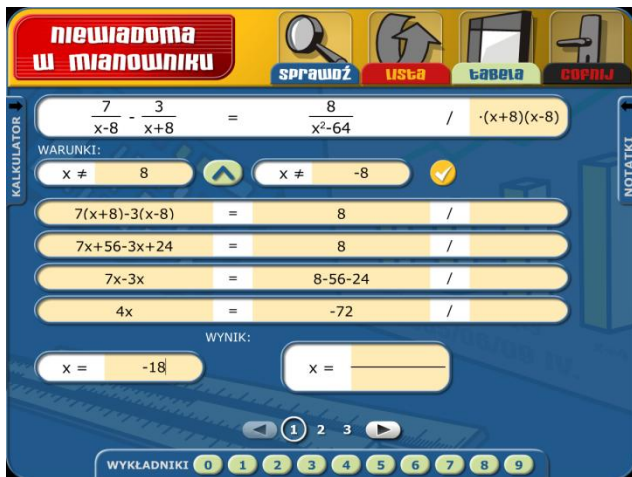 niewiadoma
w mianowniku
sprawdź lista tabela cofnij
KALKULATOR
NOTATKI
7/(x-8) - 3/(x+8) = 8/(x²-64) / ·(x+8)(x-8)
WARUNKI:
x ≠ 8 x ≠ -8
7(x+8)-3(x-8) = 8 /
7x+56-3x+24 = 8 /
7x-3x = 8-56-24 /
4x = -72 /
WYNIK:
x = -18 x =
1 2 3
WYKŁADNIKI 0 1 2 3 4 5 6 7 8 9